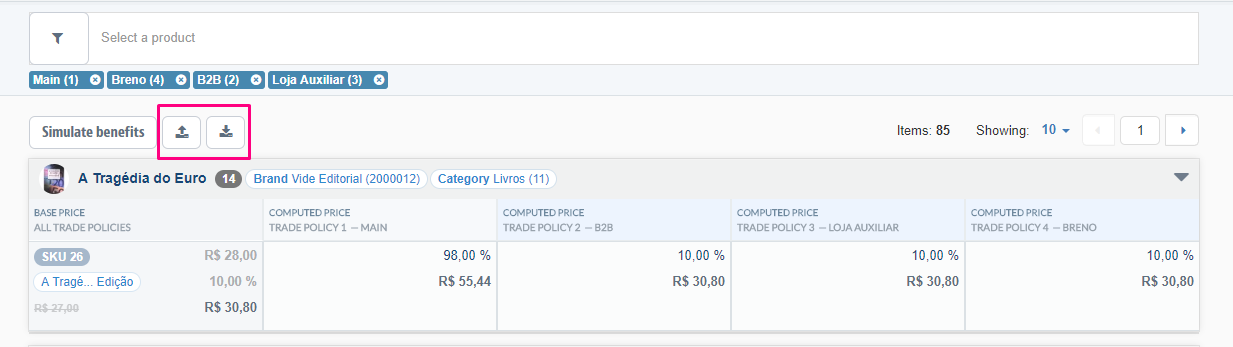 Select a product
Main (1) Breno (4) B2B (2) Loja Auxiliar (3)
Simulate benefits Items: 85 Showing: 10 1
A Tragédia do Euro 14 Brand Vide Editorial (2000012) Category Livros (11)
BASE PRICE COMPUTED PRICE COMPUTED PRICE COMPUTED PRICE COMPUTED PRICE
ALL TRADE POLICIES TRADE POLICY 1 — MAIN TRADE POLICY 2 — B2B TRADE POLICY 3 — LOJA AUXILIAR TRADE POLICY 4 — BRENO
SKU 26 R$ 28,00 98,00 % 10,00 % 10,00 % 10,00 %
A Tragé... Edição 10,00 % R$ 55,44 R$ 30,80 R$ 30,80 R$ 30,80
R$ 27,00 R$ 30,80